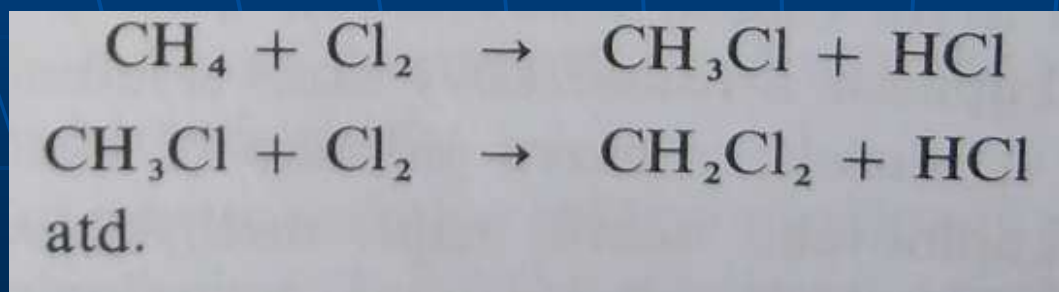 CH₄ + Cl₂ → CH₃Cl + HCl
CH₃Cl + Cl₂ → CH₂Cl₂ + HCl
atd.